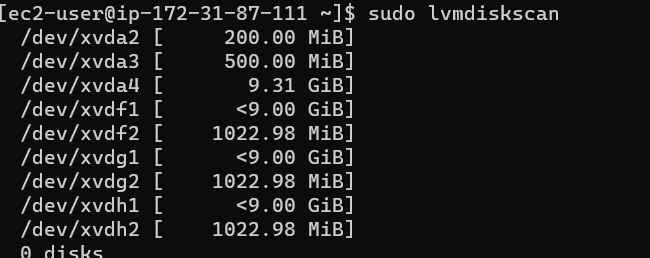 [ec2-user@ip-172-31-87-111 ~]$ sudo lvmdiskscan
/dev/xvda2 [     200.00 MiB]
/dev/xvda3 [     500.00 MiB]
/dev/xvda4 [       9.31 GiB]
/dev/xvdf1 [      <9.00 GiB]
/dev/xvdf2 [    1022.98 MiB]
/dev/xvdg1 [      <9.00 GiB]
/dev/xvdg2 [    1022.98 MiB]
/dev/xvdh1 [      <9.00 GiB]
/dev/xvdh2 [    1022.98 MiB]
0 disks